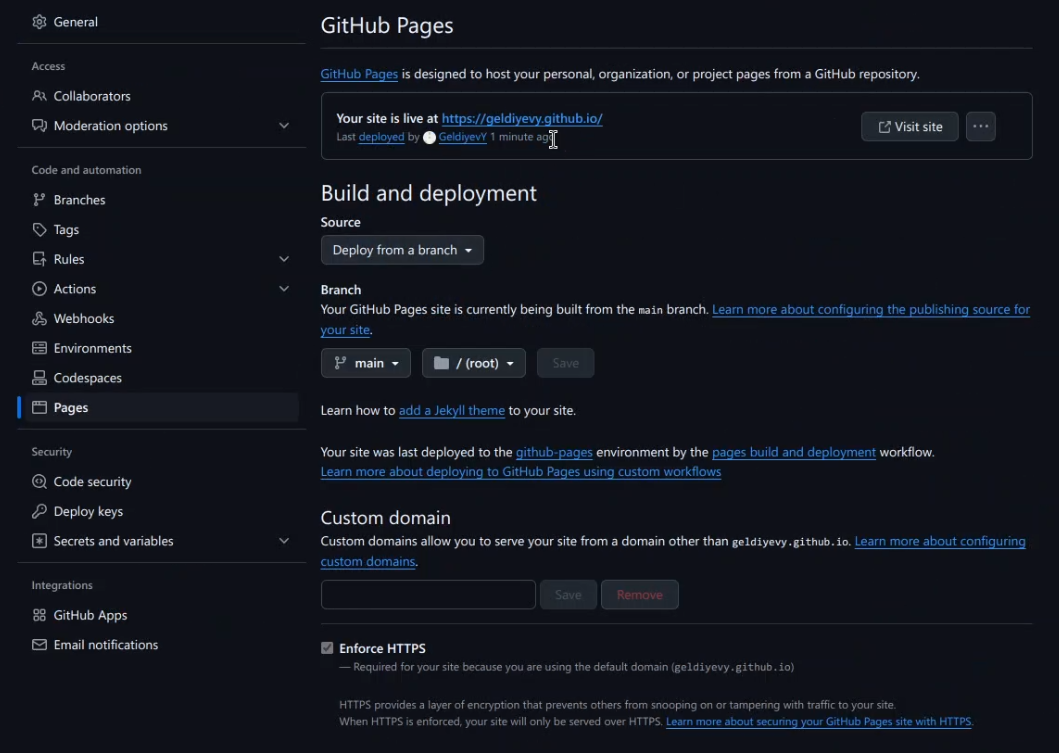 General
Access
Collaborators
Moderation options
Code and automation
Branches
Tags
Rules
Actions
Webhooks
Environments
Codespaces
Pages
Security
Code security
Deploy keys
Secrets and variables
Integrations
GitHub Apps
Email notifications
GitHub Pages
GitHub Pages is designed to host your personal, organization, or project pages from a GitHub repository.
Your site is live at https://geldiyevy.github.io/
Last deployed by GeldiyevY 1 minute ago
Visit site
Build and deployment
Source
Deploy from a branch
Branch
Your GitHub Pages site is currently being built from the main branch. Learn more about configuring the publishing source for
your site.
main / (root) Save
Learn how to add a Jekyll theme to your site.
Your site was last deployed to the github-pages environment by the pages build and deployment workflow.
Learn more about deploying to GitHub Pages using custom workflows
Custom domain
Custom domains allow you to serve your site from a domain other than geldiyevy.github.io. Learn more about configuring
custom domains.
Save Remove
Enforce HTTPS
— Required for your site because you are using the default domain (geldiyevy.github.io)
HTTPS provides a layer of encryption that prevents others from snooping on or tampering with traffic to your site.
When HTTPS is enforced, your site will only be served over HTTPS. Learn more about securing your GitHub Pages site with HTTPS.